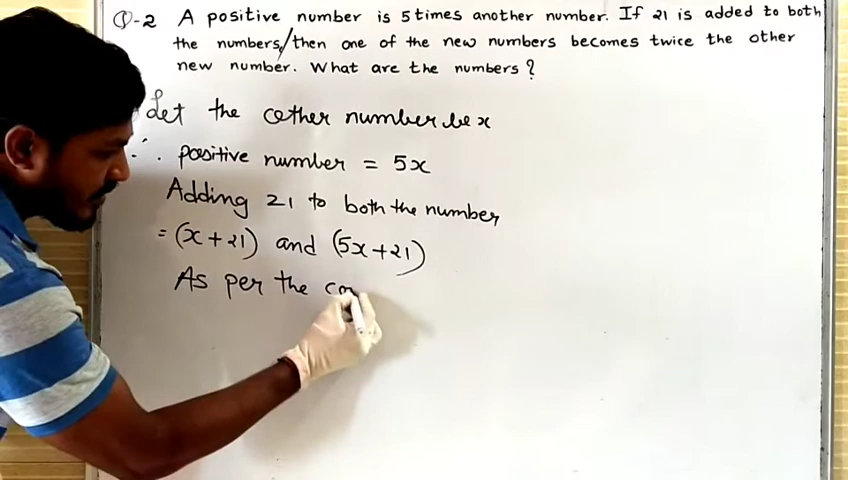 Q-2 A positive number is 5 times another number. If 21 is added to both
the numbers, then one of the new numbers becomes twice the other
new number. What are the numbers?
Let the other number be x
∴ positive number = 5x
Adding 21 to both the number
= (x+21) and (5x+21)
As per the co